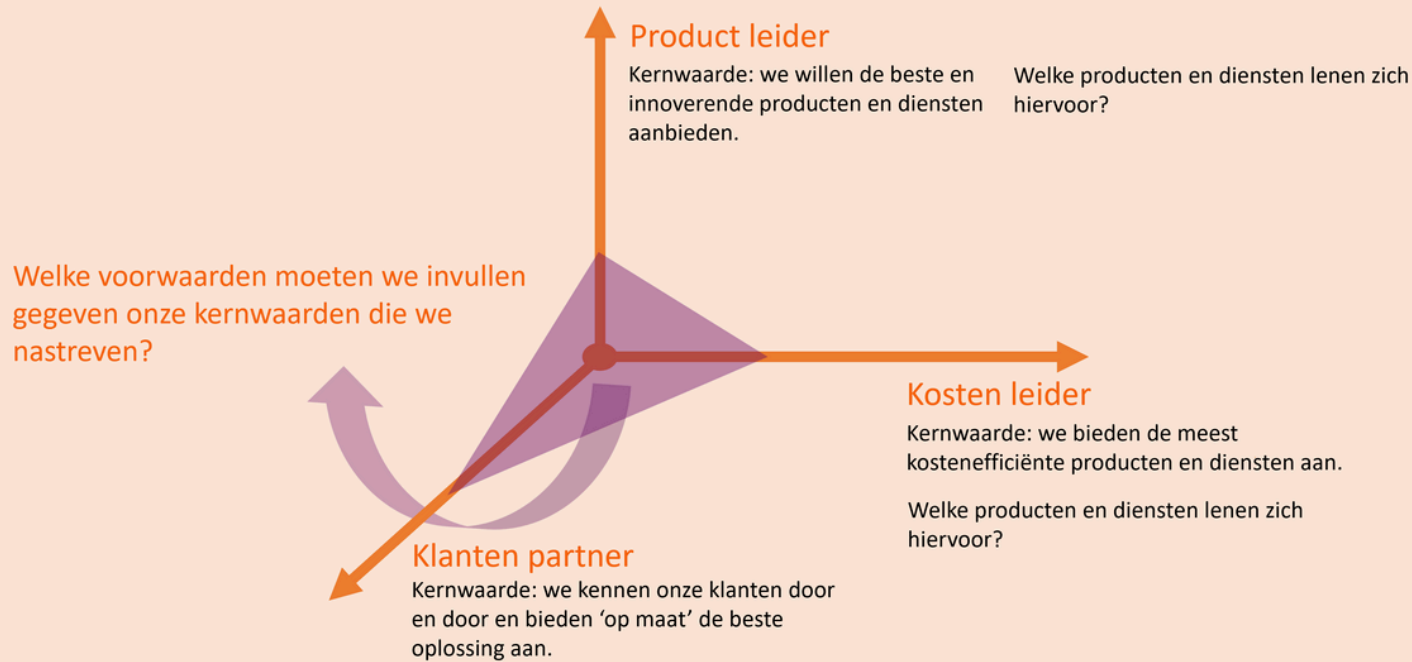 Product leider
Kernwaarde: we willen de beste en
innoverende producten en diensten
aanbieden.
Welke producten en diensten lenen zich
hiervoor?
Welke voorwaarden moeten we invullen
gegeven onze kernwaarden die we
nastreven?
Kosten leider
Kernwaarde: we bieden de meest
kostenefficiënte producten en diensten aan.
Welke producten en diensten lenen zich
hiervoor?
Klanten partner
Kernwaarde: we kennen onze klanten door
en door en bieden ‘op maat’ de beste
oplossing aan.